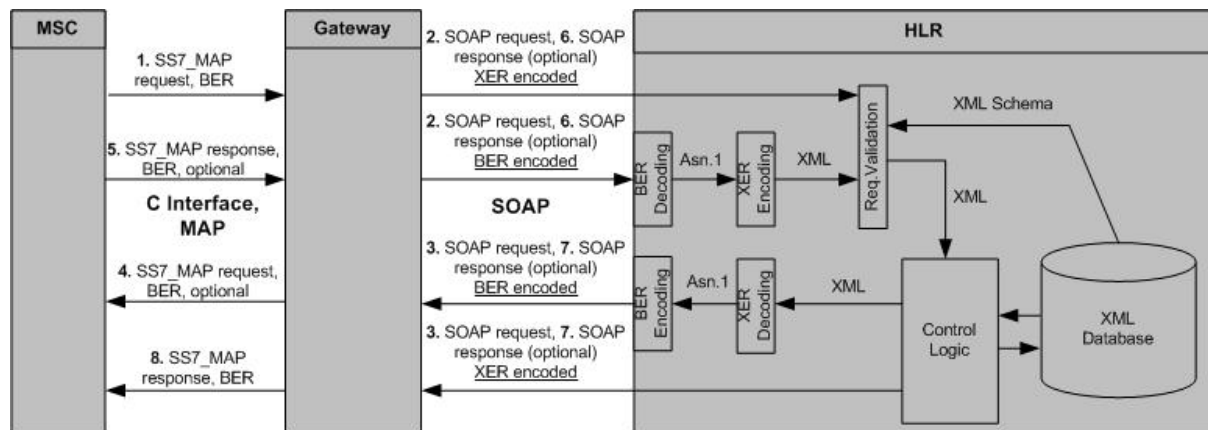 MSC
Gateway
HLR
1. SS7_MAP
request, BER
5. SS7_MAP response,
BER, optional
C Interface,
MAP
4. SS7_MAP request,
BER, optional
8. SS7_MAP
response, BER
2. SOAP request, 6. SOAP
response (optional)
XER encoded
2. SOAP request, 6. SOAP
response (optional)
BER encoded
SOAP
3. SOAP request, 7. SOAP
response (optional)
BER encoded
3. SOAP request, 7. SOAP
response (optional)
XER encoded
BER
Decoding
Asn.1
XER
Encoding
XML
Req.Validation
XML Schema
XML
BER
Encoding
Asn.1
XER
Decoding
XML
Control
Logic
XML
Database